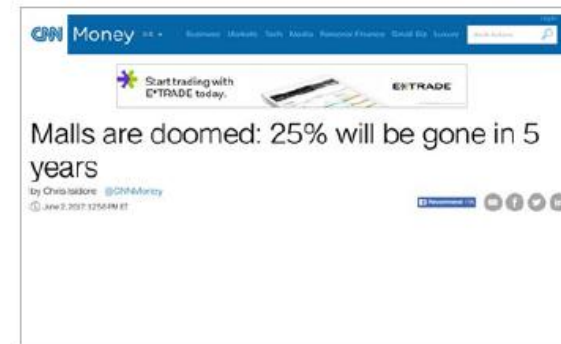 CNN Money
Business Markets Tech Media Personal Finance Small Biz Luxury
Start trading with
E*TRADE today.
E*TRADE
Malls are doomed: 25% will be gone in 5
years
by Chris Isidore @CNNMoney
June 2, 2017: 12:58 PM ET
Recommend